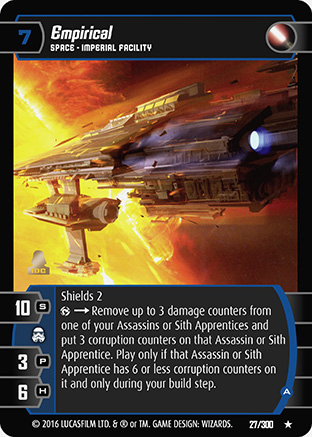 7
Empirical
SPACE • IMPERIAL FACILITY
IDC
10 S
3 P
6 H
Shields 2
→ Remove up to 3 damage counters from
one of your Assassins or Sith Apprentices and
put 3 corruption counters on that Assassin or Sith
Apprentice. Play only if that Assassin or Sith
Apprentice has 6 or less corruption counters on
it and only during your build step.
A
© 2016 LUCASFILM LTD. & ® OR TM. GAME DESIGN: WIZARDS. 27/300 ★